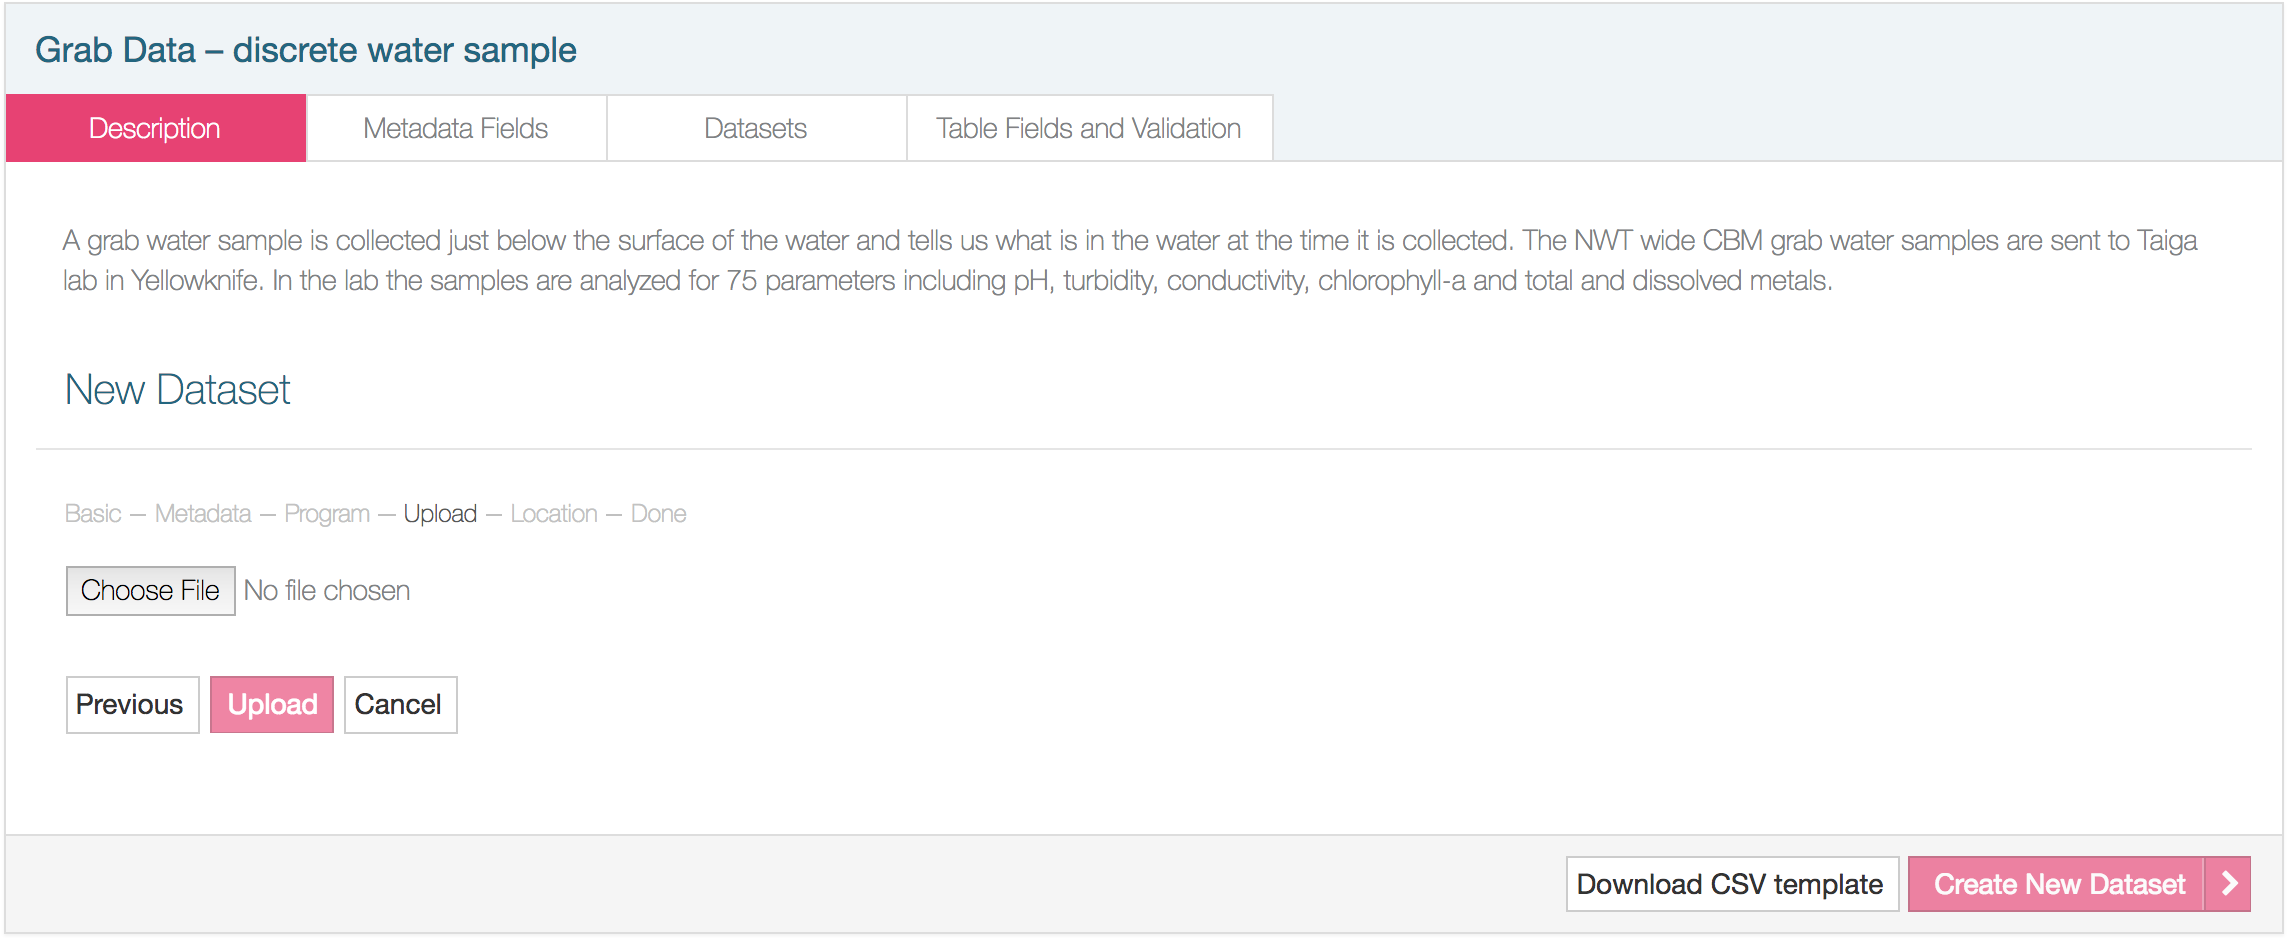 Grab Data – discrete water sample
Description Metadata Fields Datasets Table Fields and Validation
A grab water sample is collected just below the surface of the water and tells us what is in the water at the time it is collected. The NWT wide CBM grab water samples are sent to Taiga
lab in Yellowknife. In the lab the samples are analyzed for 75 parameters including pH, turbidity, conductivity, chlorophyll-a and total and dissolved metals.
New Dataset
Basic — Metadata — Program — Upload — Location — Done
Choose File No file chosen
Previous Upload Cancel
Download CSV template Create New Dataset